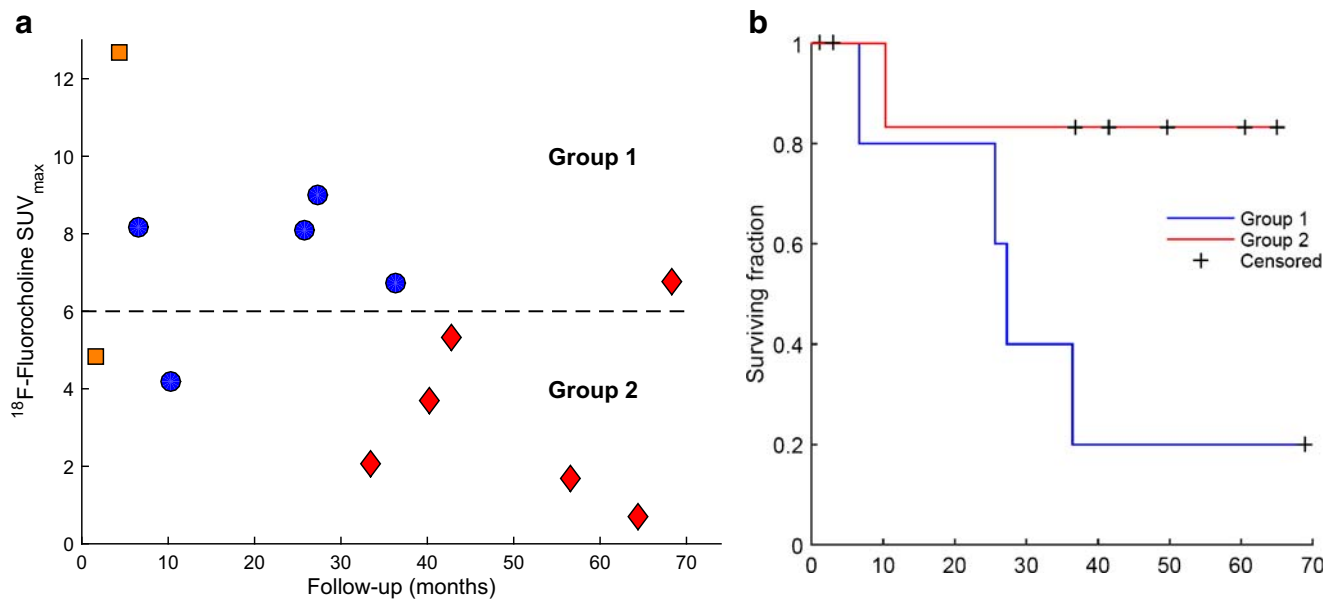 a
12
10
8
6
4
2
0
18F-Fluorocholine SUVmax
Group 1
Group 2
0 10 20 30 40 50 60 70
Follow-up (months)
b
1
0.8
0.6
0.4
0.2
0
Surviving fraction
Group 1
Group 2
Censored
0 10 20 30 40 50 60 70